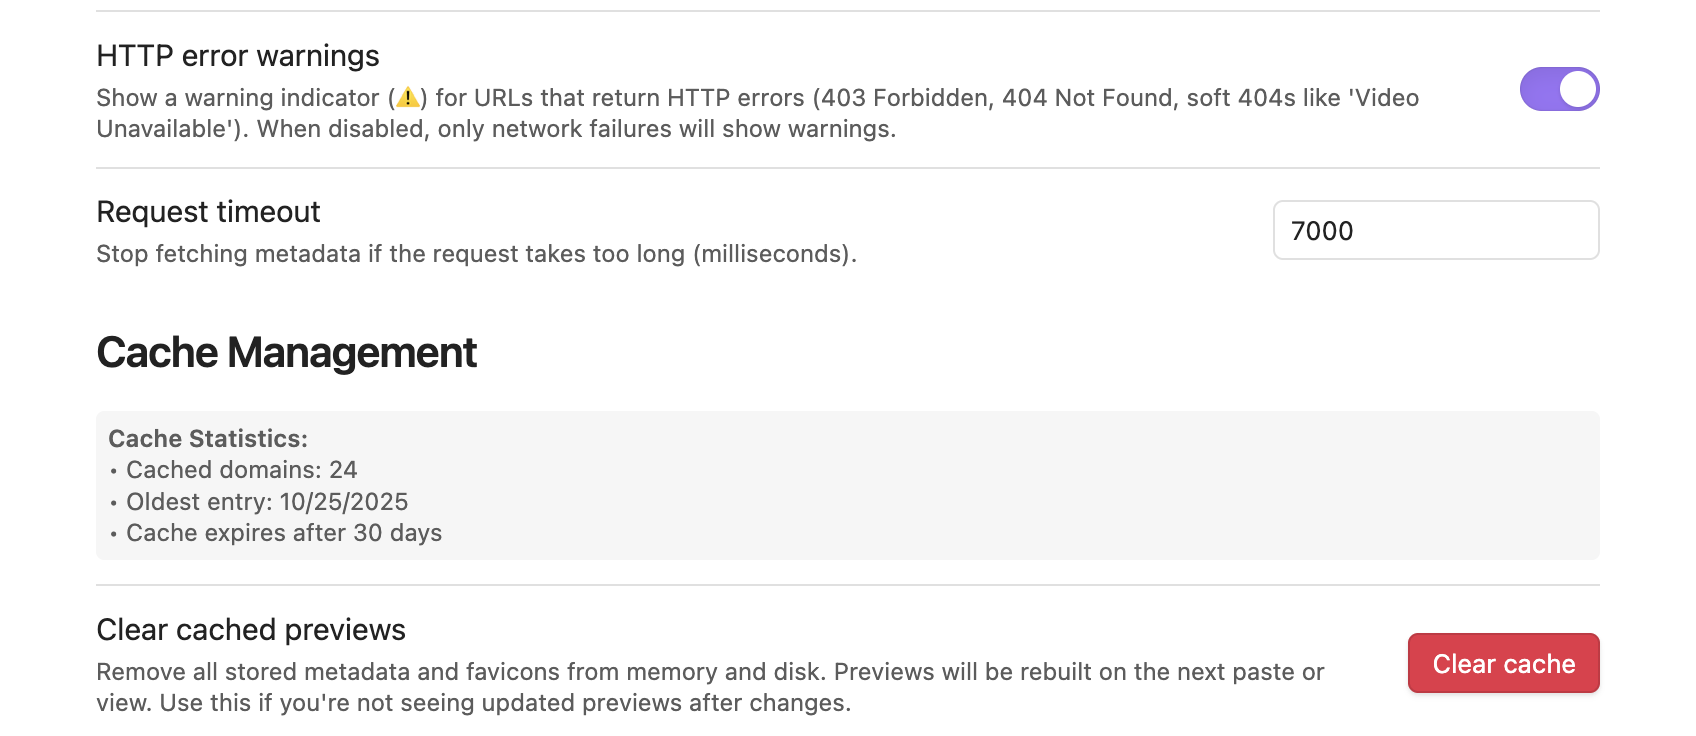 HTTP error warnings
Show a warning indicator (⚠️) for URLs that return HTTP errors (403 Forbidden, 404 Not Found, soft 404s like 'Video
Unavailable'). When disabled, only network failures will show warnings.
Request timeout
7000
Stop fetching metadata if the request takes too long (milliseconds).
Cache Management
Cache Statistics:
• Cached domains: 24
• Oldest entry: 10/25/2025
• Cache expires after 30 days
Clear cached previews
Remove all stored metadata and favicons from memory and disk. Previews will be rebuilt on the next paste or
view. Use this if you're not seeing updated previews after changes.
Clear cache